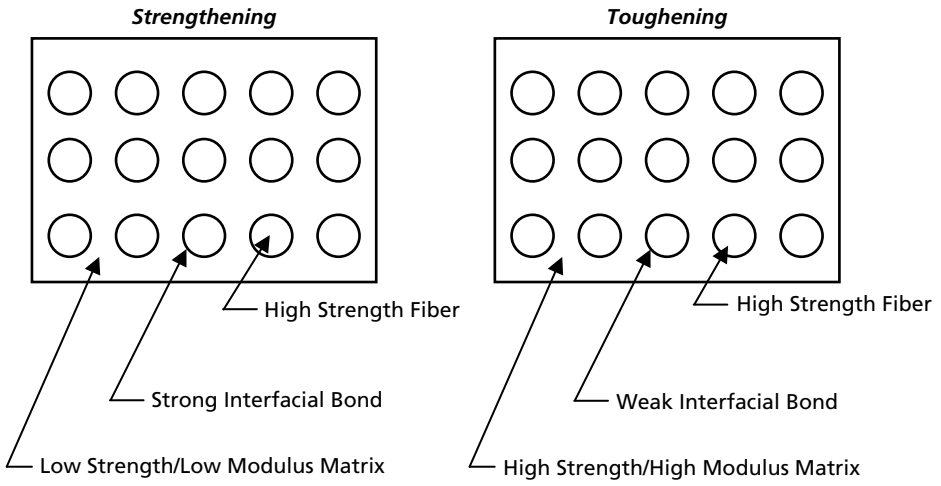 Strengthening
High Strength Fiber
Strong Interfacial Bond
Low Strength/Low Modulus Matrix
Toughening
High Strength Fiber
Weak Interfacial Bond
High Strength/High Modulus Matrix